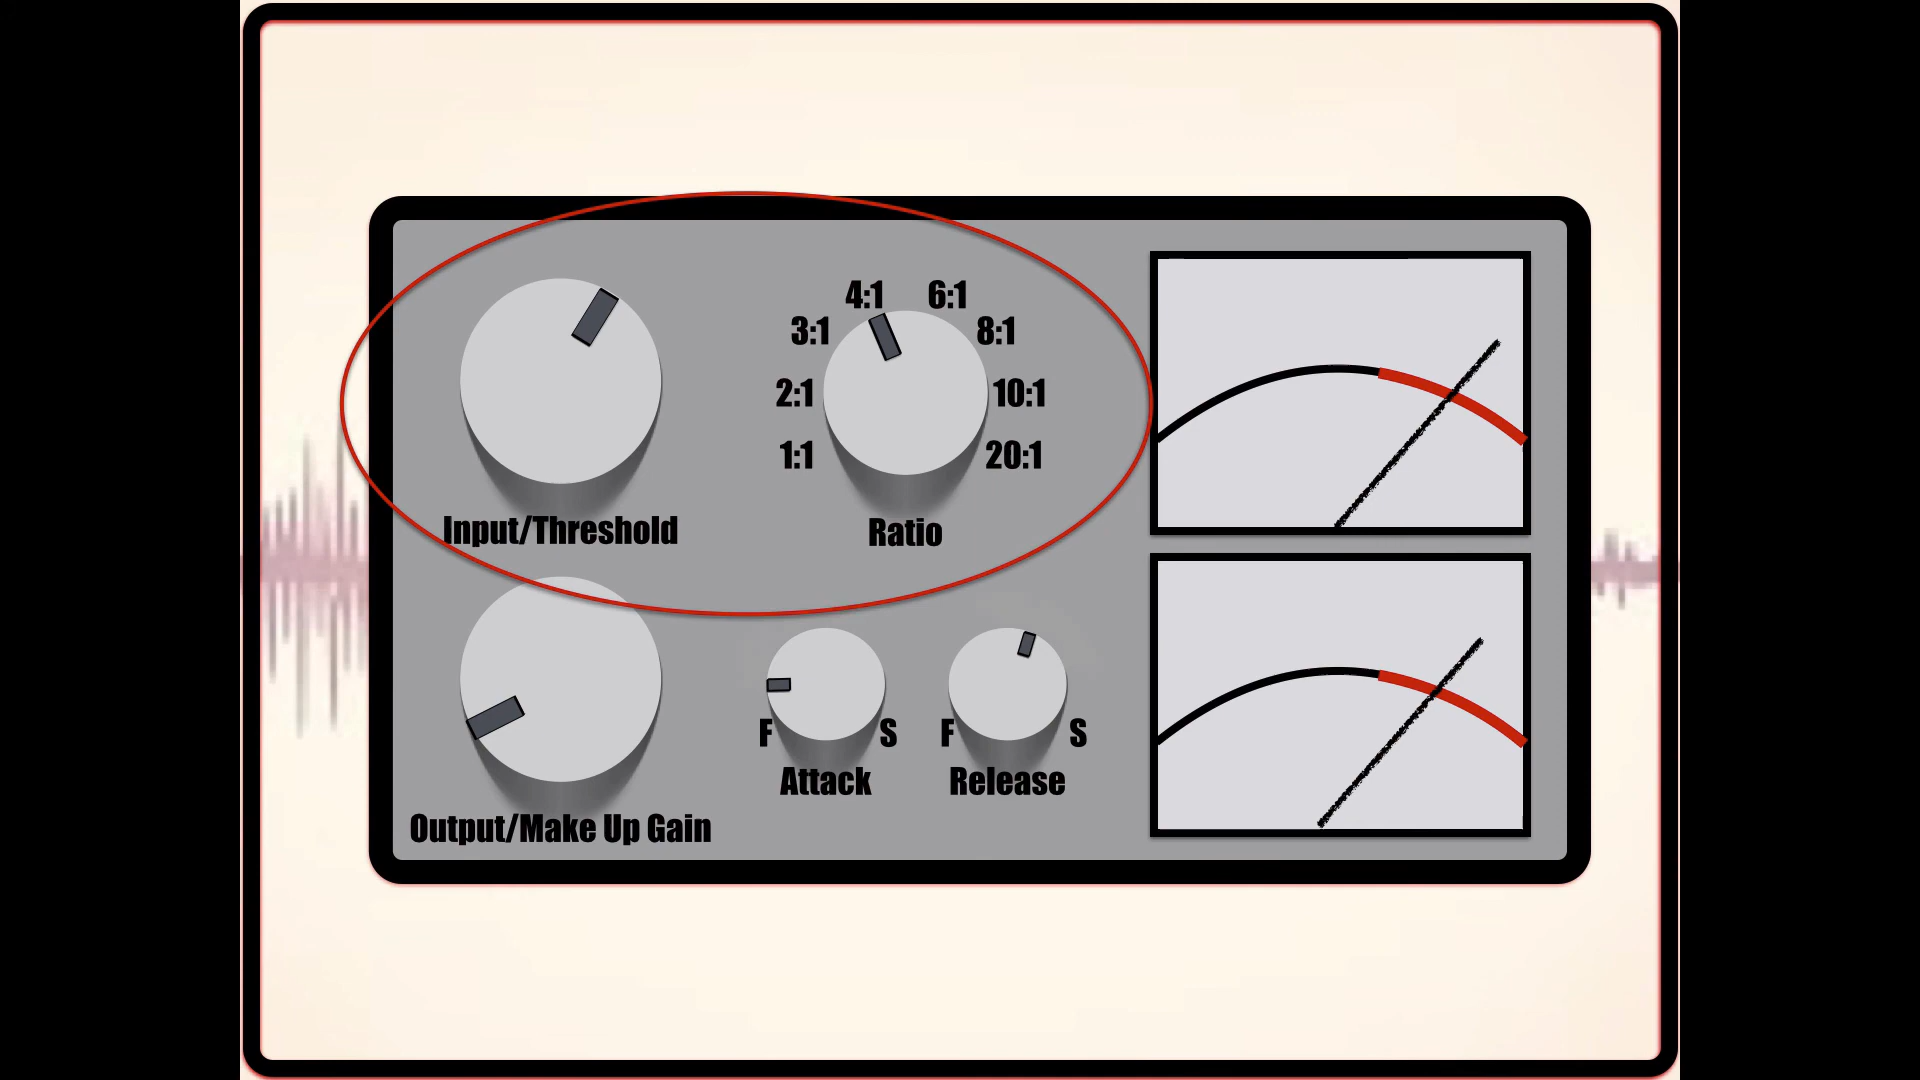 4:1 6:1
3:1 8:1
2:1 10:1
1:1 20:1
Input/Threshold Ratio
F S F S
Attack Release
Output/Make Up Gain